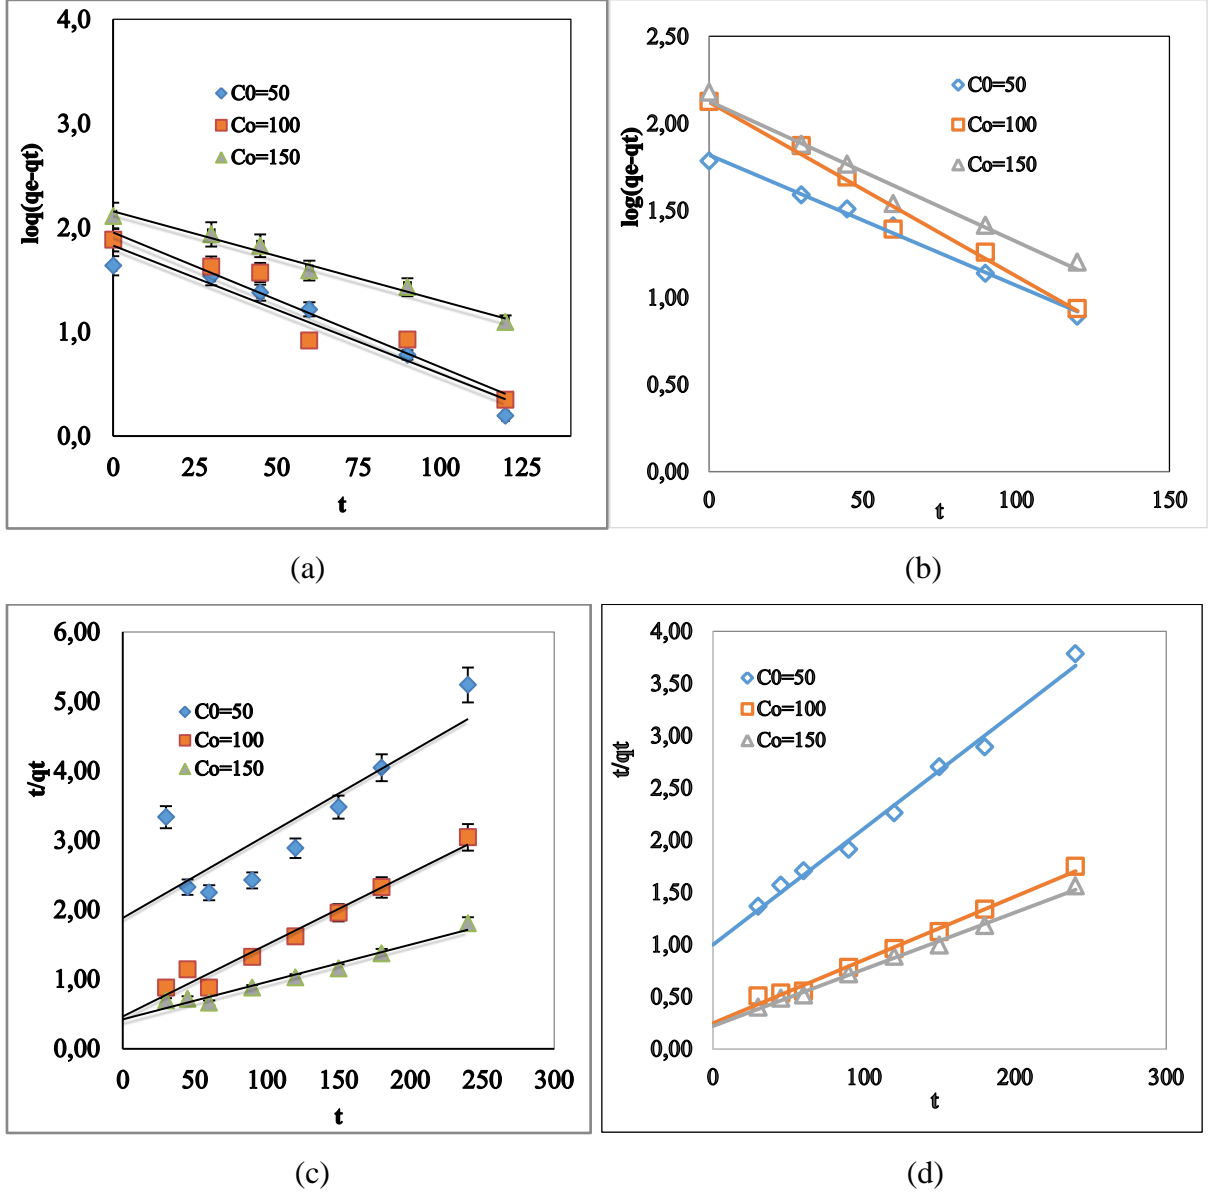 4,0
3,0
2,0
1,0
0,0
loq(qe-qt)
C0=50
Co=100
Co=150
0 25 50 75 100 125
t
(a)
2,50
2,00
1,50
1,00
0,50
0,00
log(qe-qt)
C0=50
Co=100
Co=150
0 50 100 150
t
(b)
6,00
5,00
4,00
3,00
2,00
1,00
0,00
t/qt
C0=50
Co=100
Co=150
0 50 100 150 200 250 300
t
(c)
4,00
3,50
3,00
2,50
2,00
1,50
1,00
0,50
0,00
t/qt
C0=50
Co=100
Co=150
0 100 200 300
t
(d)